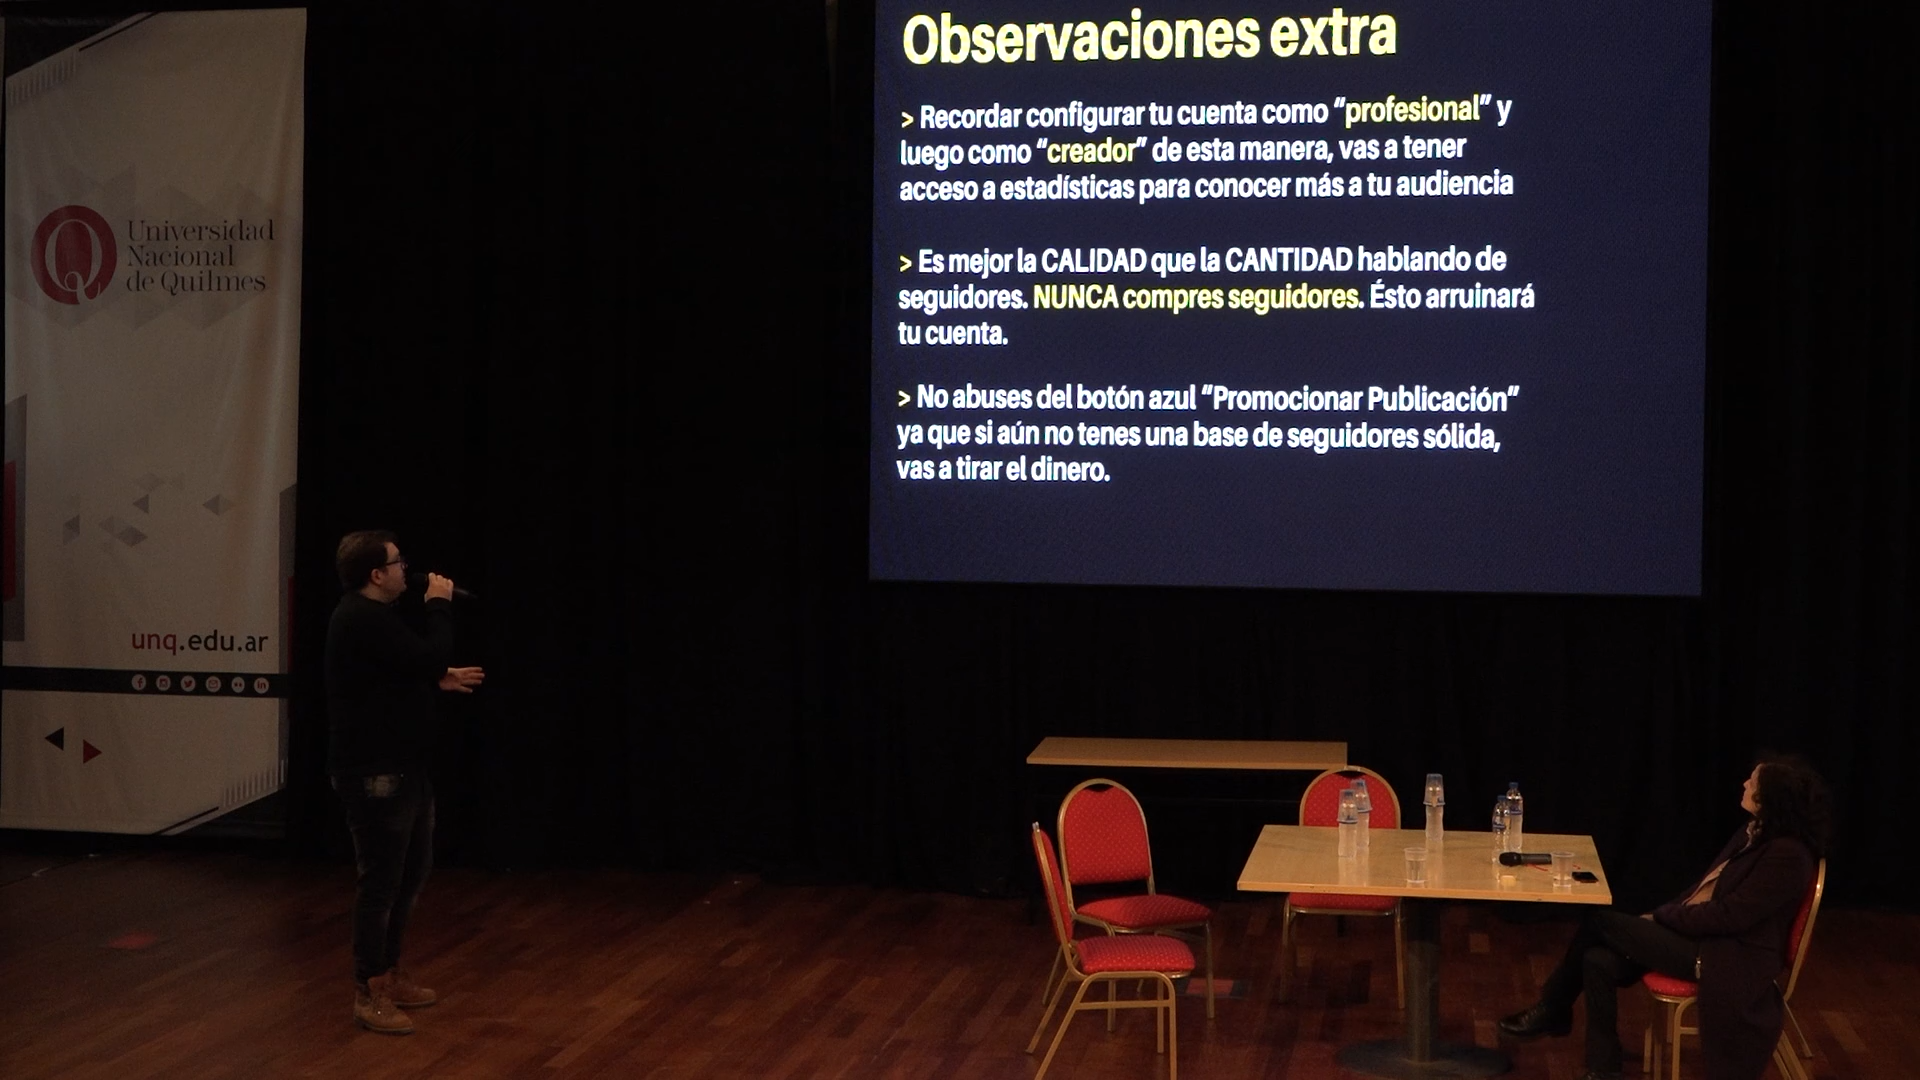 Universidad
Nacional
de Quilmes
unq.edu.ar
Observaciones extra
> Recordar configurar tu cuenta como “profesional” y
luego como “creador” de esta manera, vas a tener
acceso a estadísticas para conocer más a tu audiencia
> Es mejor la CALIDAD que la CANTIDAD hablando de
seguidores. NUNCA compres seguidores. Ésto arruinará
tu cuenta.
> No abuses del botón azul “Promocionar Publicación”
ya que si aún no tenes una base de seguidores sólida,
vas a tirar el dinero.